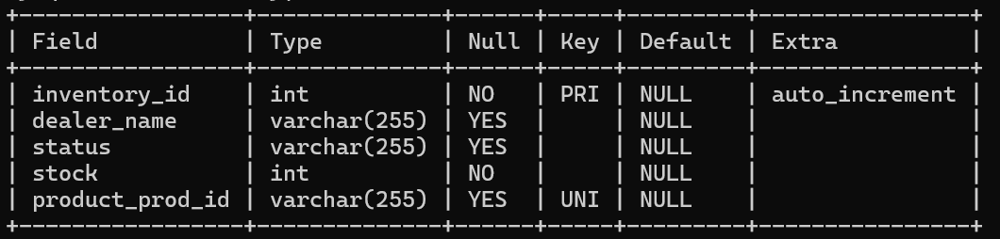 +-----------------+--------------+------+-----+---------+----------------+
| Field           | Type         | Null | Key | Default | Extra          |
+-----------------+--------------+------+-----+---------+----------------+
| inventory_id    | int          | NO   | PRI | NULL    | auto_increment |
| dealer_name     | varchar(255) | YES  |     | NULL    |                |
| status          | varchar(255) | YES  |     | NULL    |                |
| stock           | int          | NO   |     | NULL    |                |
| product_prod_id | varchar(255) | YES  | UNI | NULL    |                |
+-----------------+--------------+------+-----+---------+----------------+